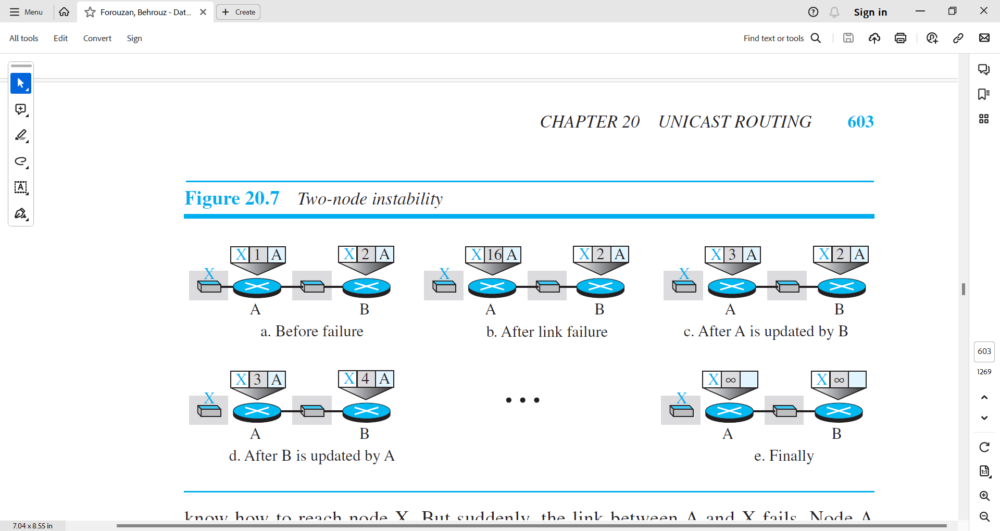 Menu
Forouzan, Behrouz - Dat...
Create
Sign in
All tools Edit Convert Sign
Find text or tools
CHAPTER 20 UNICAST ROUTING 603
Figure 20.7 Two-node instability
X 1 A X 2 A X 16 A X 2 A X 3 A X 2 A
X X X
A B A B A B
a. Before failure b. After link failure c. After A is updated by B
X 3 A X 4 A X ∞ X ∞
X • • • X
A B A B
d. After B is updated by A e. Finally
know how to reach node X. But suddenly, the link between A and X fails. Node A
603
1269
7.04 x 8.55 in